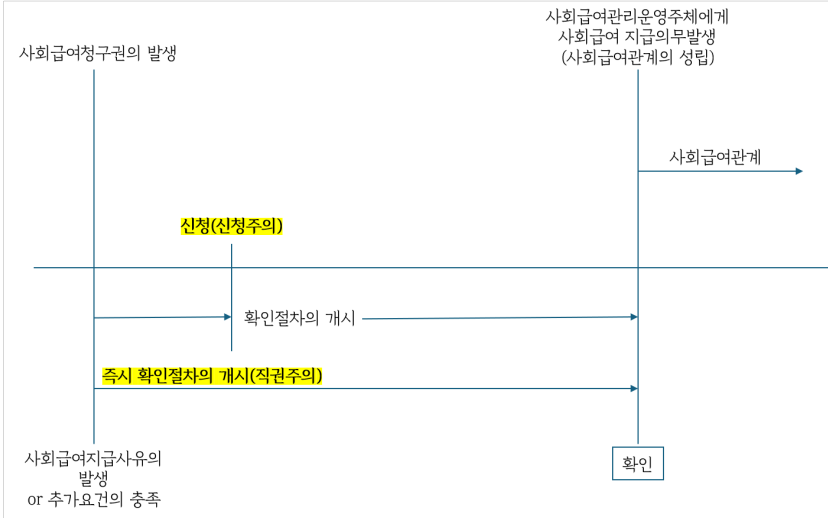 사회급여청구권의 발생
사회급여관리운영주체에게
사회급여 지급의무발생
(사회급여관계의 성립)
사회급여관계
신청(신청주의)
확인절차의 개시
즉시 확인절차의 개시(직권주의)
사회급여지급사유의
발생
or 추가요건의 충족
확인